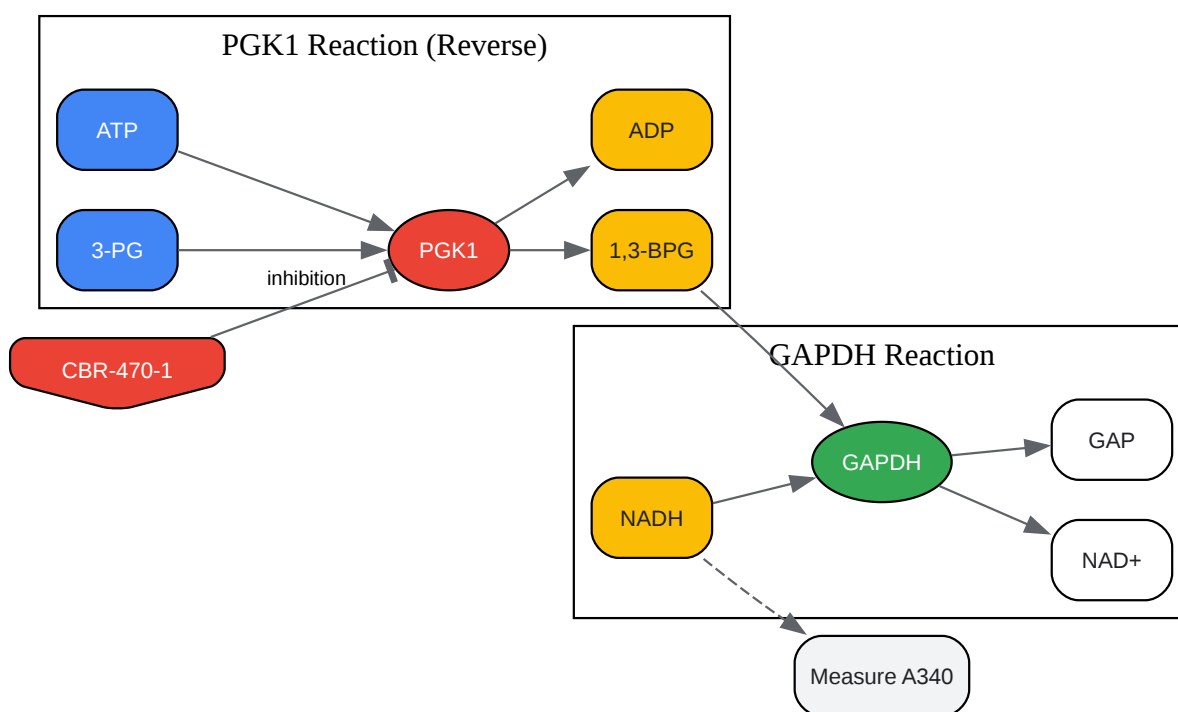 PGK1 Reaction (Reverse)
ATP
ADP
3-PG
PGK1
1,3-BPG
inhibition
CBR-470-1
GAPDH Reaction
GAP
GAPDH
NADH
NAD+
Measure A340